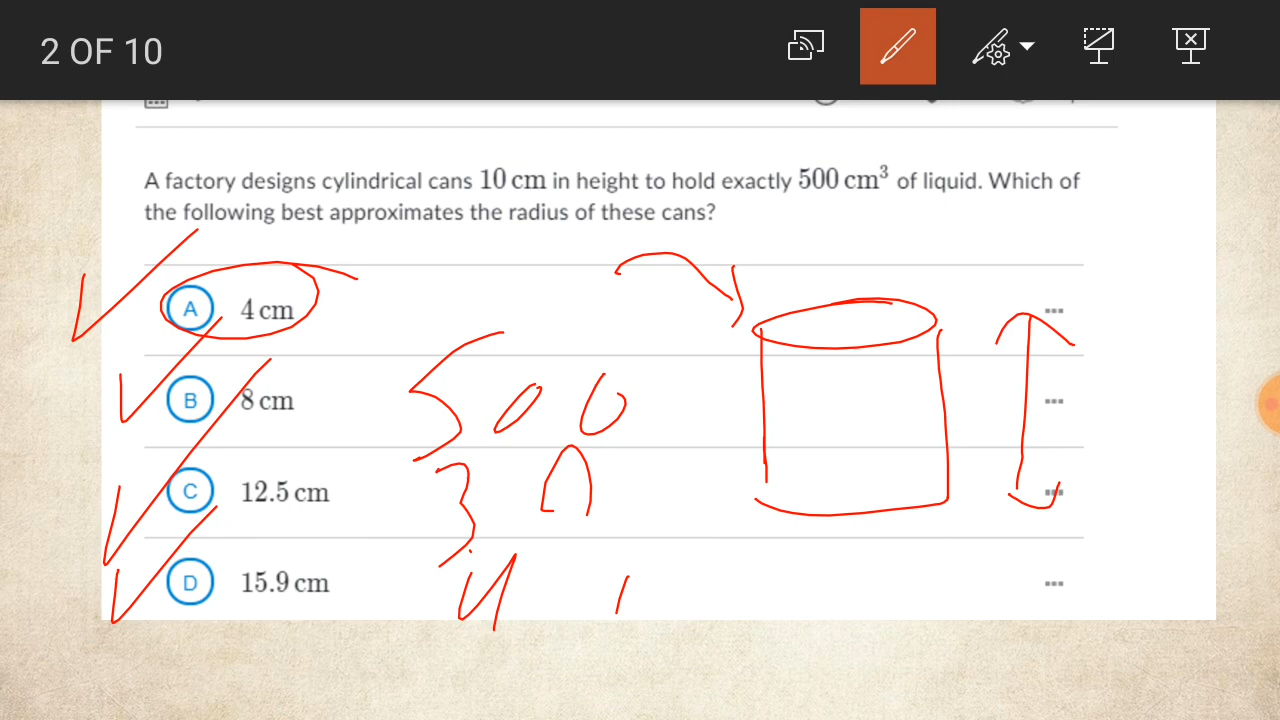 2 OF 10
A factory designs cylindrical cans 10 cm in height to hold exactly 500 cm³ of liquid. Which of
the following best approximates the radius of these cans?
A 4 cm
B 8 cm
C 12.5 cm
D 15.9 cm
500